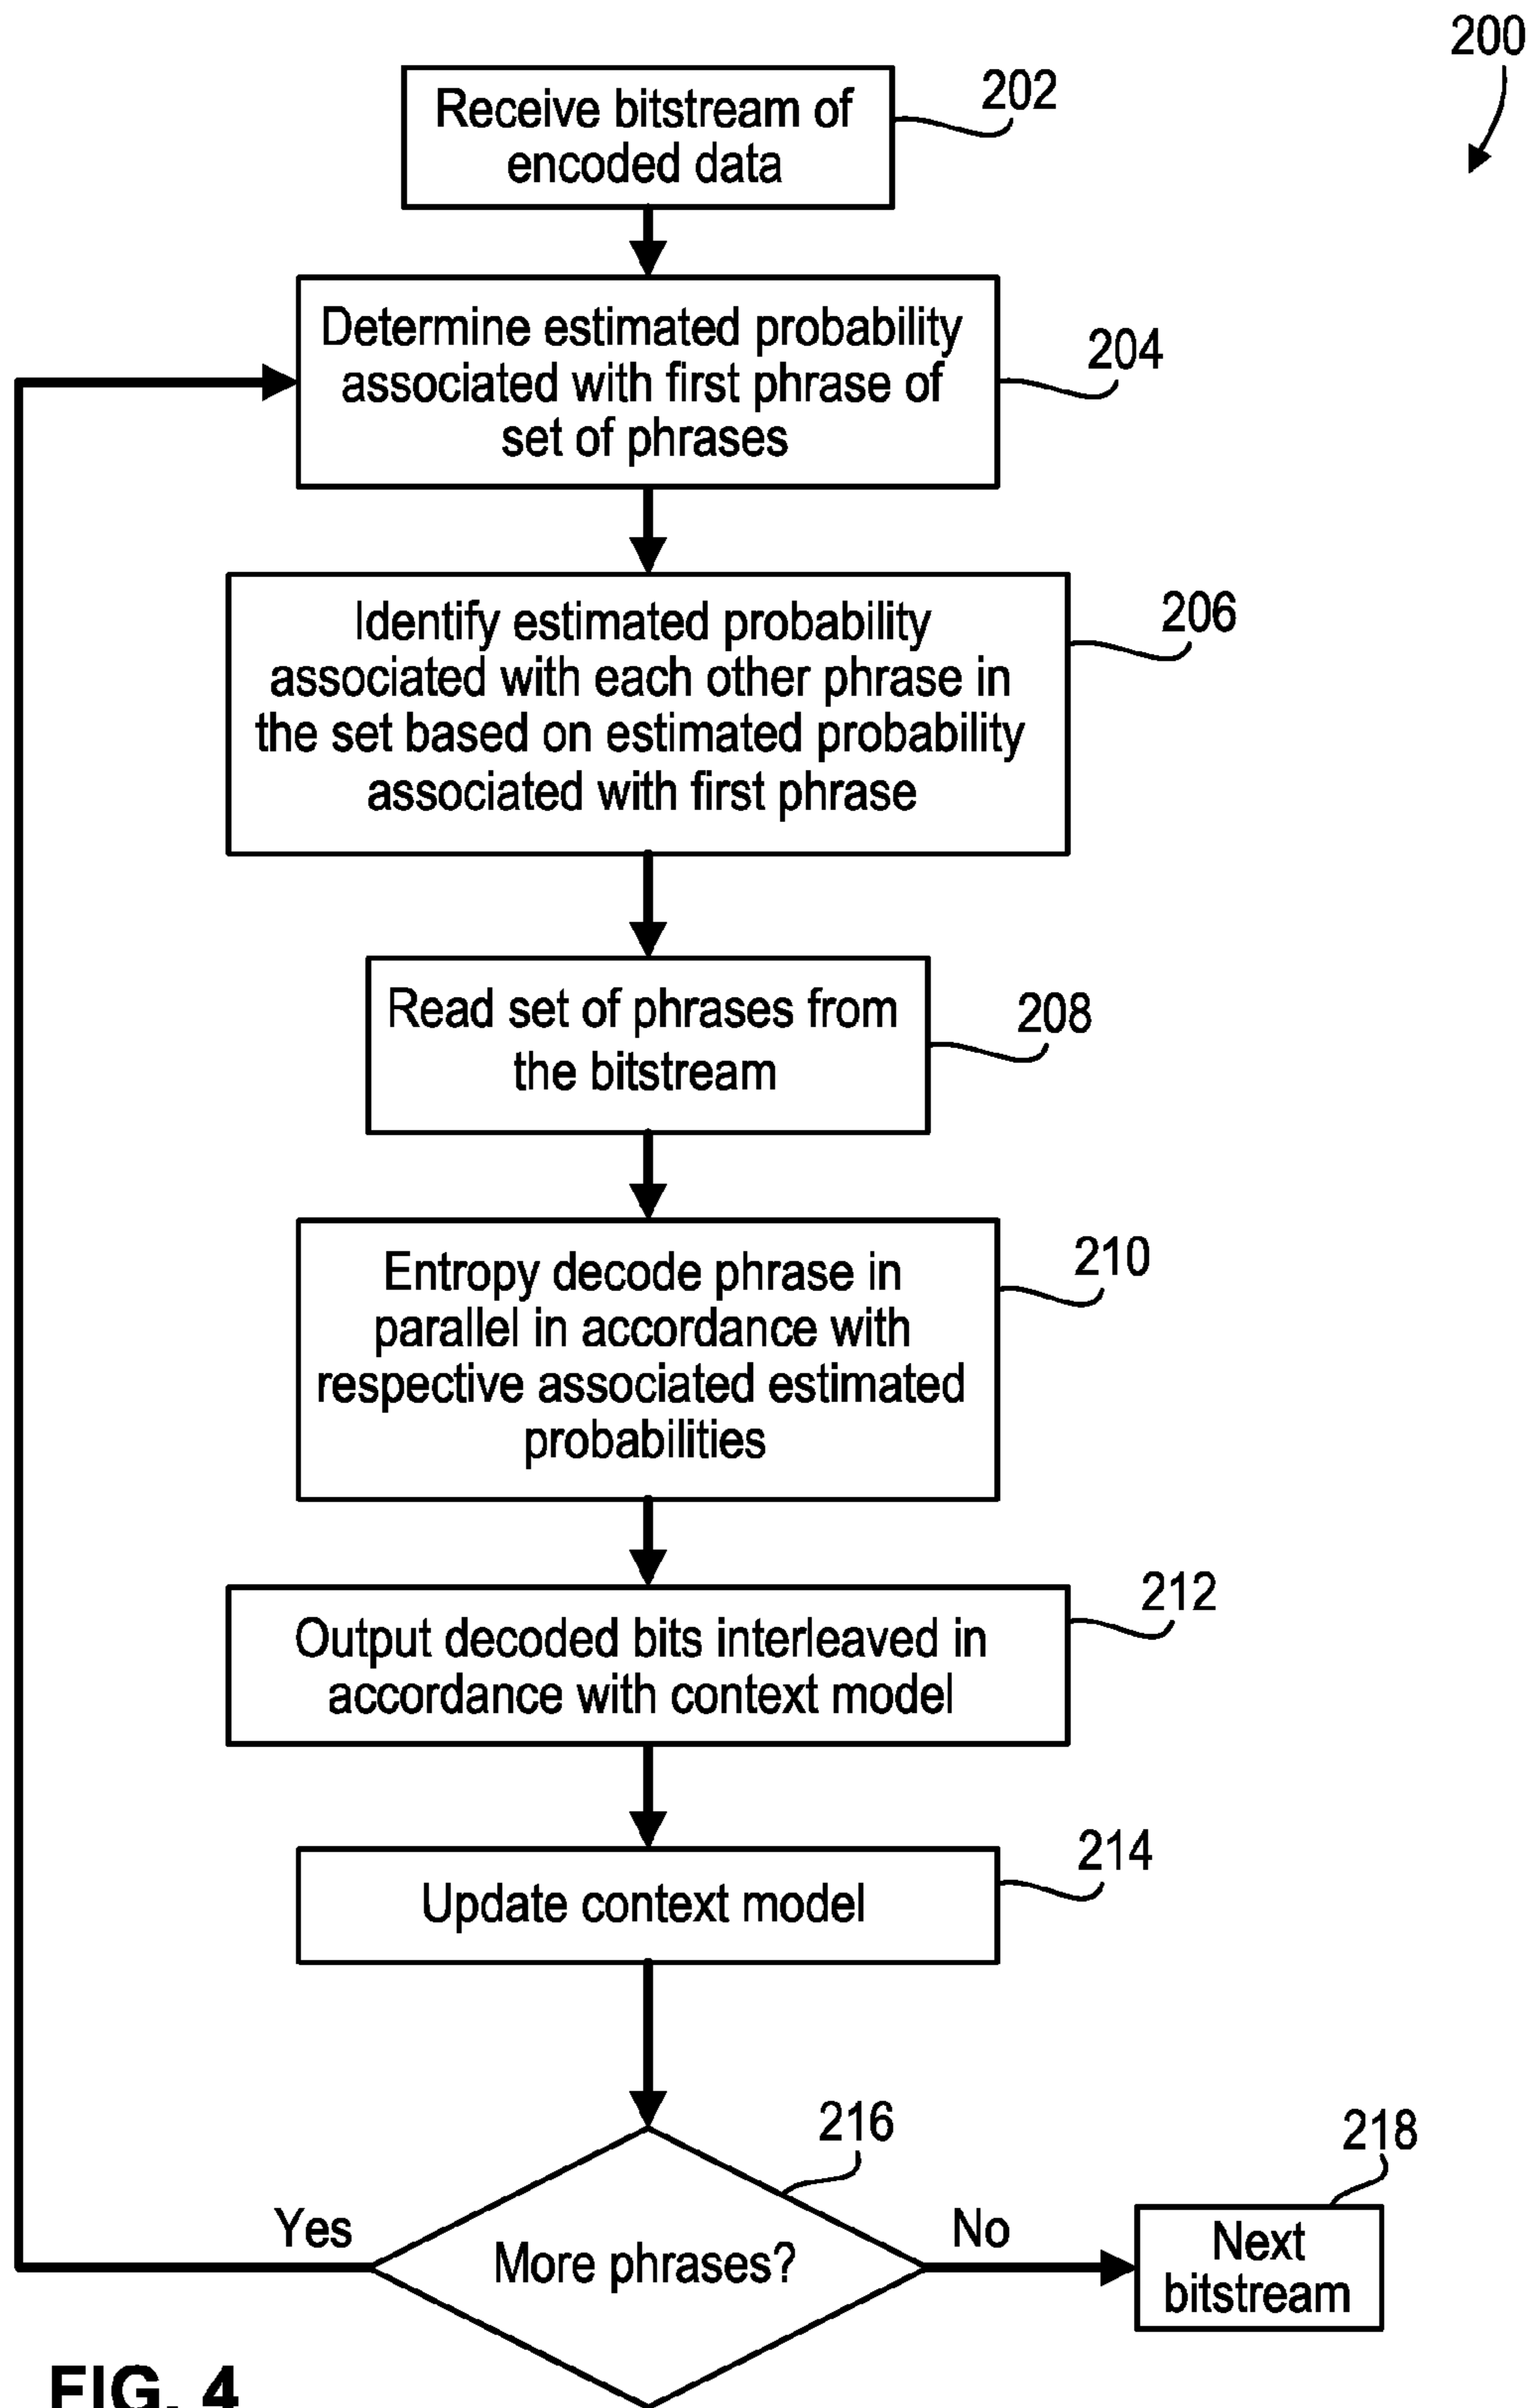 200
Receive bitstream of
encoded data
202
Determine estimated probability
associated with first phrase of
set of phrases
204
Identify estimated probability
associated with each other phrase in
the set based on estimated probability
associated with first phrase
206
Read set of phrases from
the bitstream
208
Entropy decode phrase in
parallel in accordance with
respective associated estimated
probabilities
210
Output decoded bits interleaved in
accordance with context model
212
Update context model
214
216
218
Yes
More phrases?
No
Next
bitstream
FIG. 4